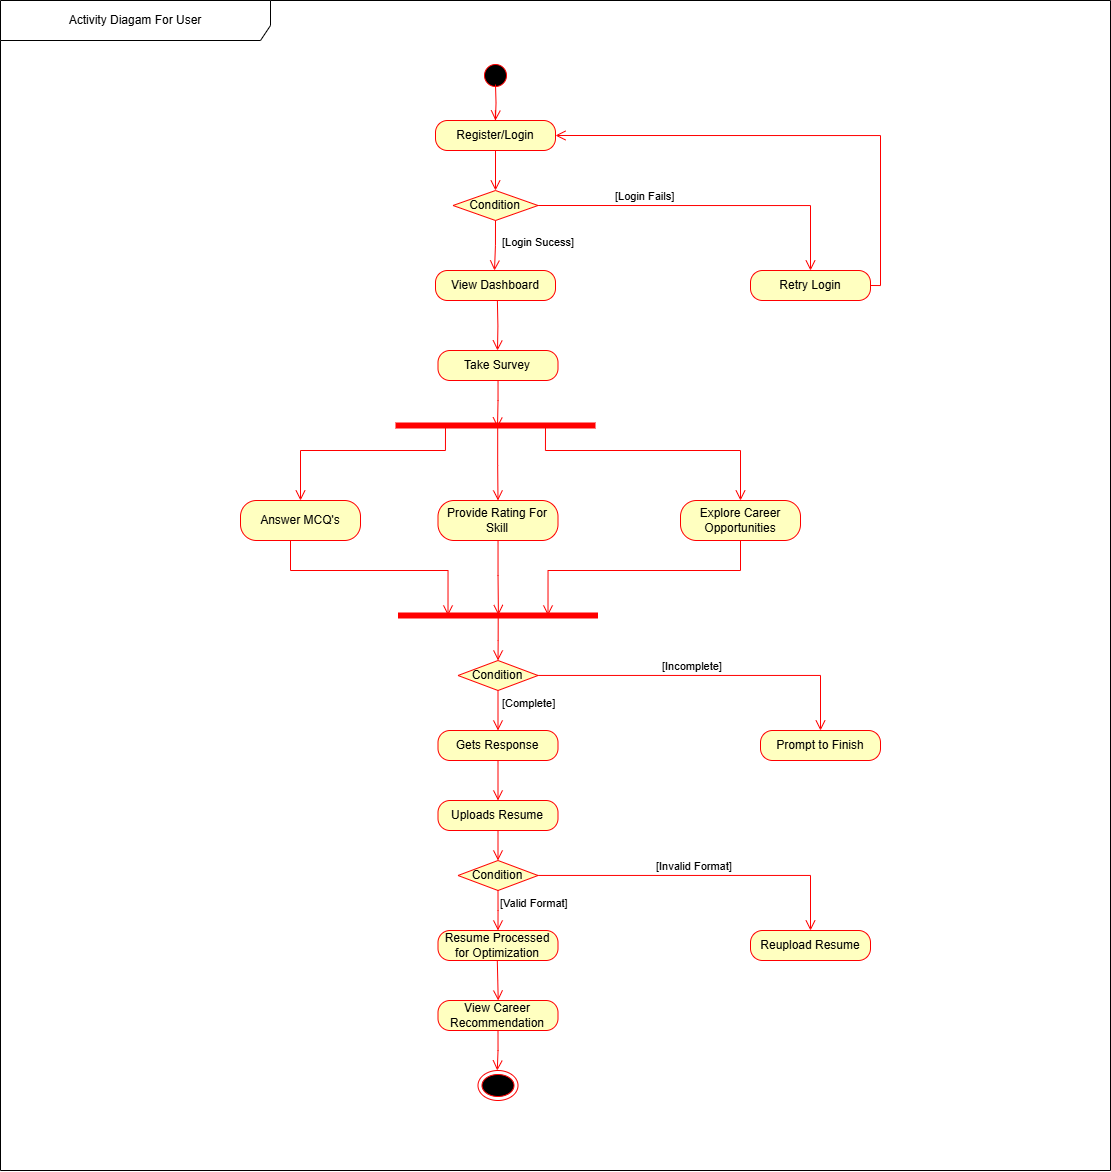 Activity Diagam For User
Register/Login
[Login Fails]
Condition
[Login Sucess]
View Dashboard
Retry Login
Take Survey
Answer MCQ's
Provide Rating For
Skill
Explore Career
Opportunities
[Incomplete]
Condition
[Complete]
Gets Response
Prompt to Finish
Uploads Resume
[Invalid Format]
Condition
[Valid Format]
Resume Processed
for Optimization
Reupload Resume
View Career
Recommendation